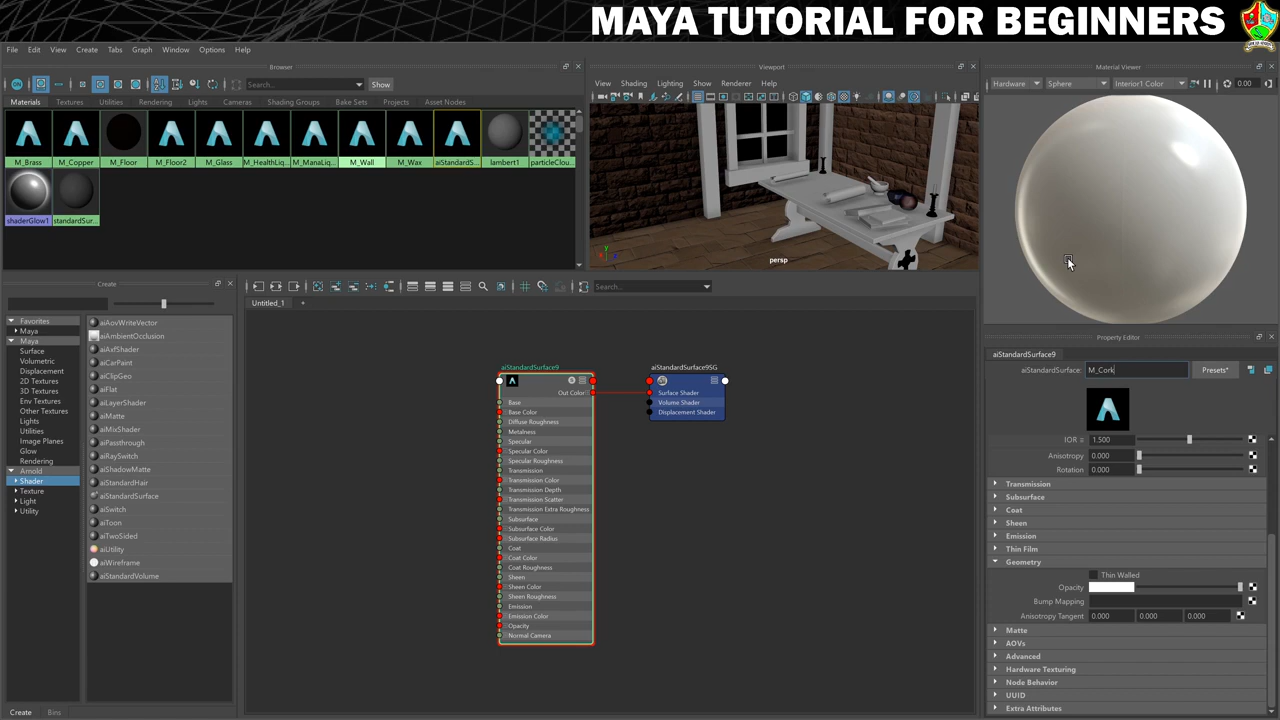 MAYA TUTORIAL FOR BEGINNERS
File Edit View Create Tabs Graph Window Options Help
Browser
Search...
Show
Materials Textures Utilities Rendering Lights Cameras Shading Groups Bake Sets Projects Asset Nodes
M_Brass M_Copper M_Floor M_Floor2 M_Glass M_HealthLiq... M_ManaLiq... M_Wall M_Wax aiStandardS... lambert1 particleClou...
shaderGlow1 standardSur...
Viewport
View Shading Lighting Show Renderer Help
persp
Material Viewer
Hardware Sphere Interior1 Color 0.00
Create
Favorites
Maya
Maya
Surface
Volumetric
Displacement
2D Textures
3D Textures
Env Textures
Other Textures
Lights
Utilities
Image Planes
Glow
Rendering
Arnold
Shader
Texture
Light
Utility
aiAovWriteVector
aiAmbientOcclusion
aiAxfShader
aiCarPaint
aiClipGeo
aiFlat
aiLayerShader
aiMatte
aiMixShader
aiPassthrough
aiRaySwitch
aiShadowMatte
aiStandardHair
aiStandardSurface
aiSwitch
aiToon
aiTwoSided
aiUtility
aiWireframe
aiStandardVolume
Create Bins
Search...
Untitled_1 +
aiStandardSurface9
Out Color
Base
Base Color
Diffuse Roughness
Metalness
Specular
Specular Color
Specular Roughness
Transmission
Transmission Color
Transmission Depth
Transmission Scatter
Transmission Extra Roughness
Subsurface
Subsurface Color
Subsurface Radius
Coat
Coat Color
Coat Roughness
Sheen
Sheen Color
Sheen Roughness
Emission
Emission Color
Opacity
Normal Camera
aiStandardSurface9SG
Surface Shader
Volume Shader
Displacement Shader
Property Editor
aiStandardSurface9
aiStandardSurface: M_Cork Presets*
IOR 1.500
Anisotropy 0.000
Rotation 0.000
Transmission
Subsurface
Coat
Sheen
Emission
Thin Film
Geometry
Thin Walled
Opacity
Bump Mapping
Anisotropy Tangent 0.000 0.000 0.000
Matte
AOVs
Advanced
Hardware Texturing
Node Behavior
UUID
Extra Attributes